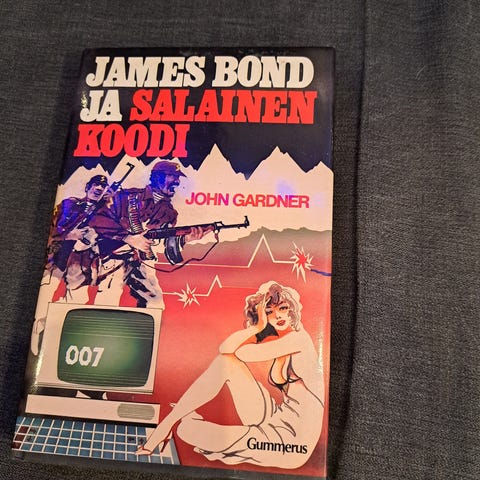 JAMES BOND
JA SALAINEN
KOODI
JOHN GARDNER
007
Gummerus